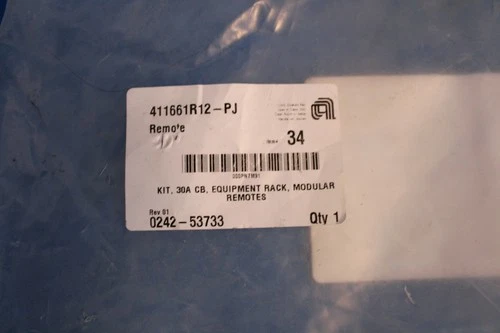 411661R12-PJ
Remote
34
KIT, 30A CB, EQUIPMENT RACK, MODULAR
REMOTES
Rev 01
0242-53733
Qty 1